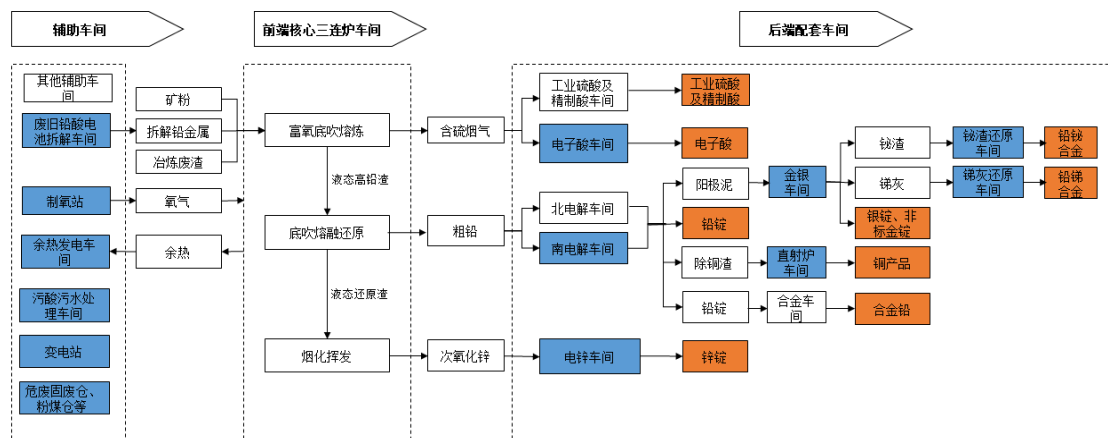 辅助车间
前端核心三连炉车间
后端配套车间
其他辅助车
间
废旧铅酸电
池拆解车间
制氧站
余热发电车
间
污酸污水处
理车间
变电站
危废固废仓、
粉煤仓等
矿粉
拆解铅金属
冶炼废渣
氧气
余热
富氧底吹熔炼
液态高铅渣
底吹熔融还原
液态还原渣
烟化挥发
含硫烟气
粗铅
次氧化锌
工业硫酸及
精制酸车间
电子酸车间
北电解车间
南电解车间
电锌车间
工业硫酸
及精制酸
电子酸
阳极泥
铅锭
除铜渣
铅锭
锌锭
金银
车间
直射炉
车间
合金车
间
铋渣
锑灰
银锭、非
标金锭
铜产品
合金铅
铋渣还原
车间
锑灰还原
车间
铅铋
合金
铅锑
合金